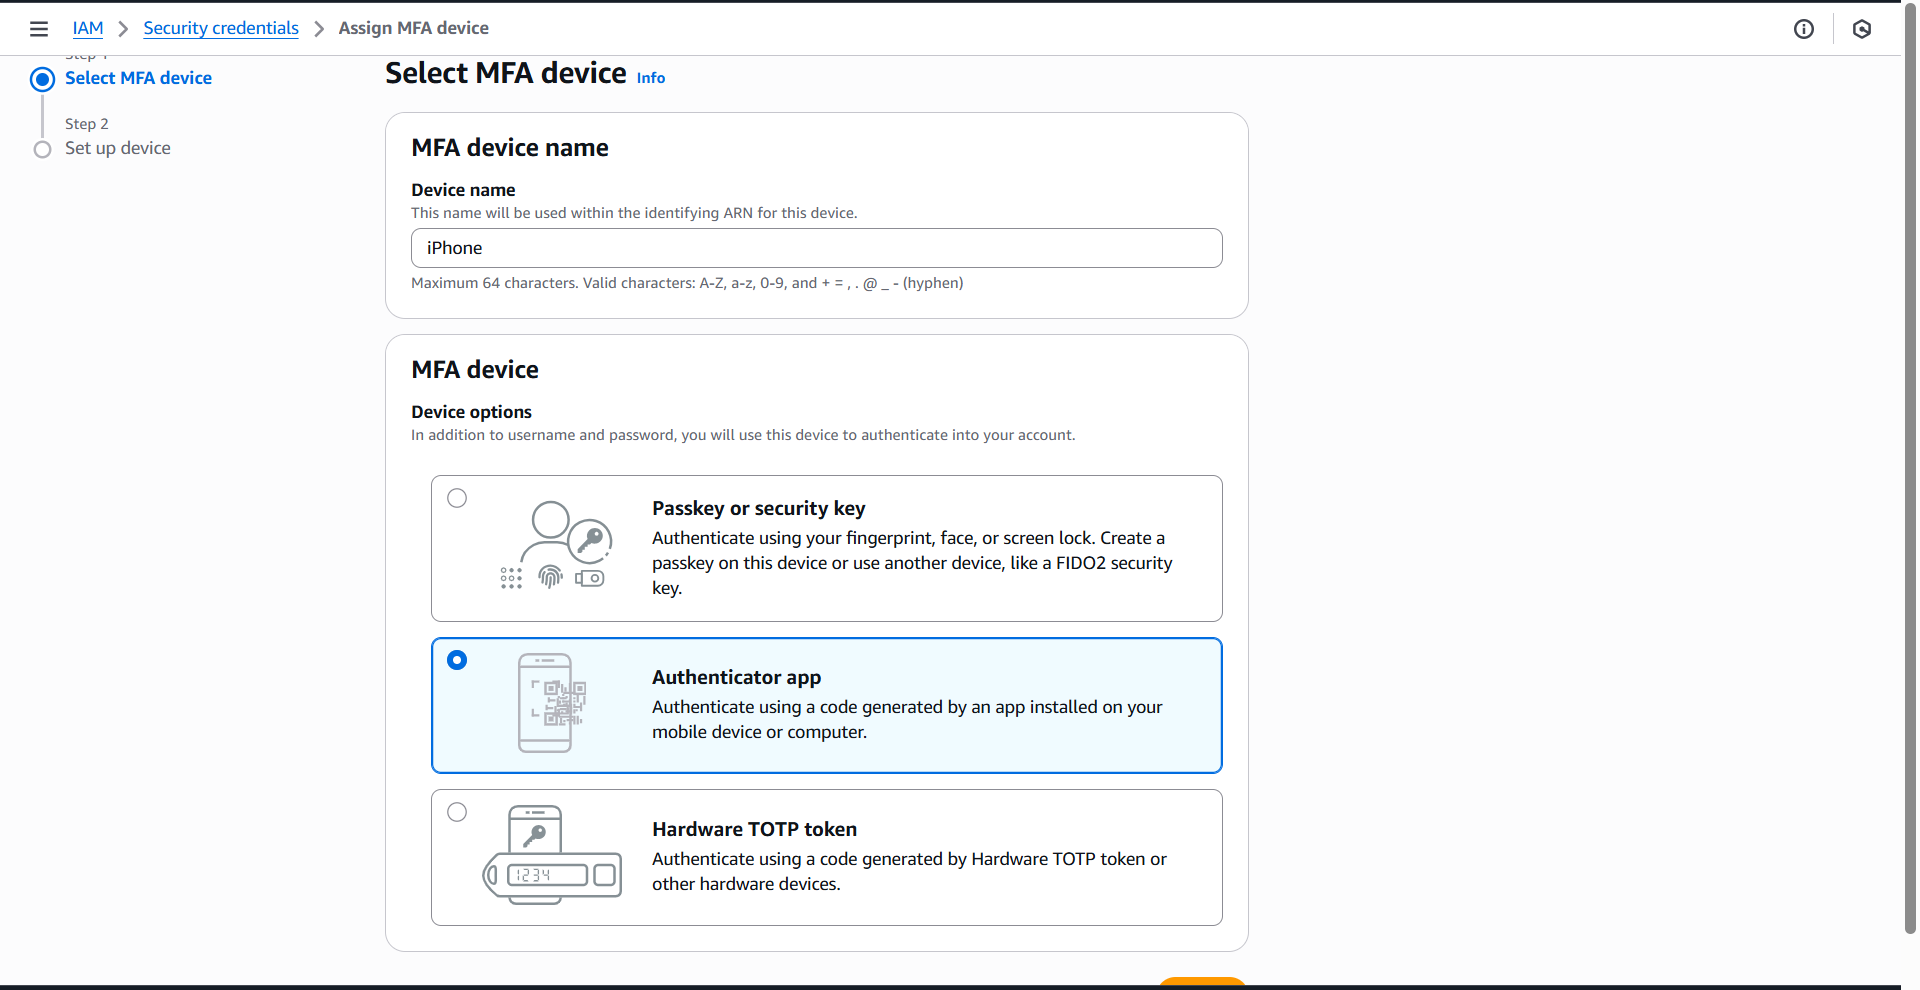 IAM > Security credentials > Assign MFA device
Step 1
Select MFA device
Step 2
Set up device
Select MFA device Info
MFA device name
Device name
This name will be used within the identifying ARN for this device.
iPhone
Maximum 64 characters. Valid characters: A-Z, a-z, 0-9, and + = , . @ _ - (hyphen)
MFA device
Device options
In addition to username and password, you will use this device to authenticate into your account.
Passkey or security key
Authenticate using your fingerprint, face, or screen lock. Create a
passkey on this device or use another device, like a FIDO2 security
key.
Authenticator app
Authenticate using a code generated by an app installed on your
mobile device or computer.
1234
Hardware TOTP token
Authenticate using a code generated by Hardware TOTP token or
other hardware devices.